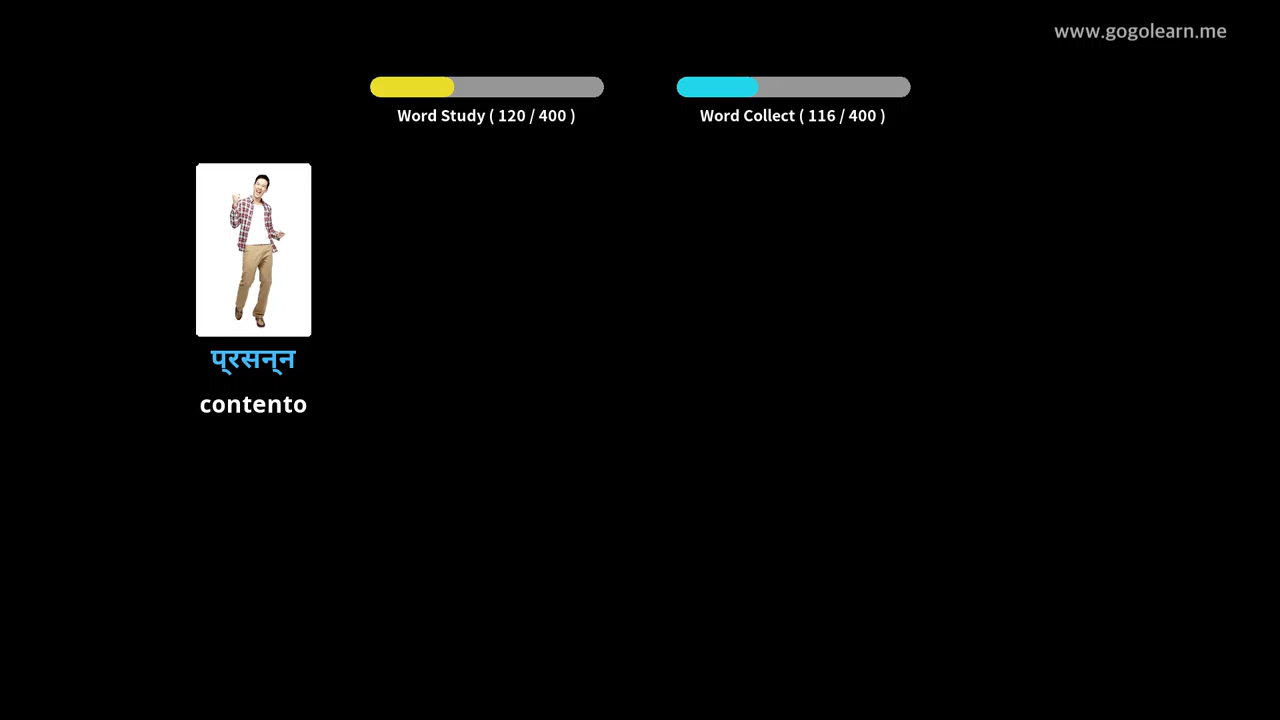 www.gogolearn.me
Word Study ( 120 / 400 )
Word Collect ( 116 / 400 )
प्रसन्न
contento